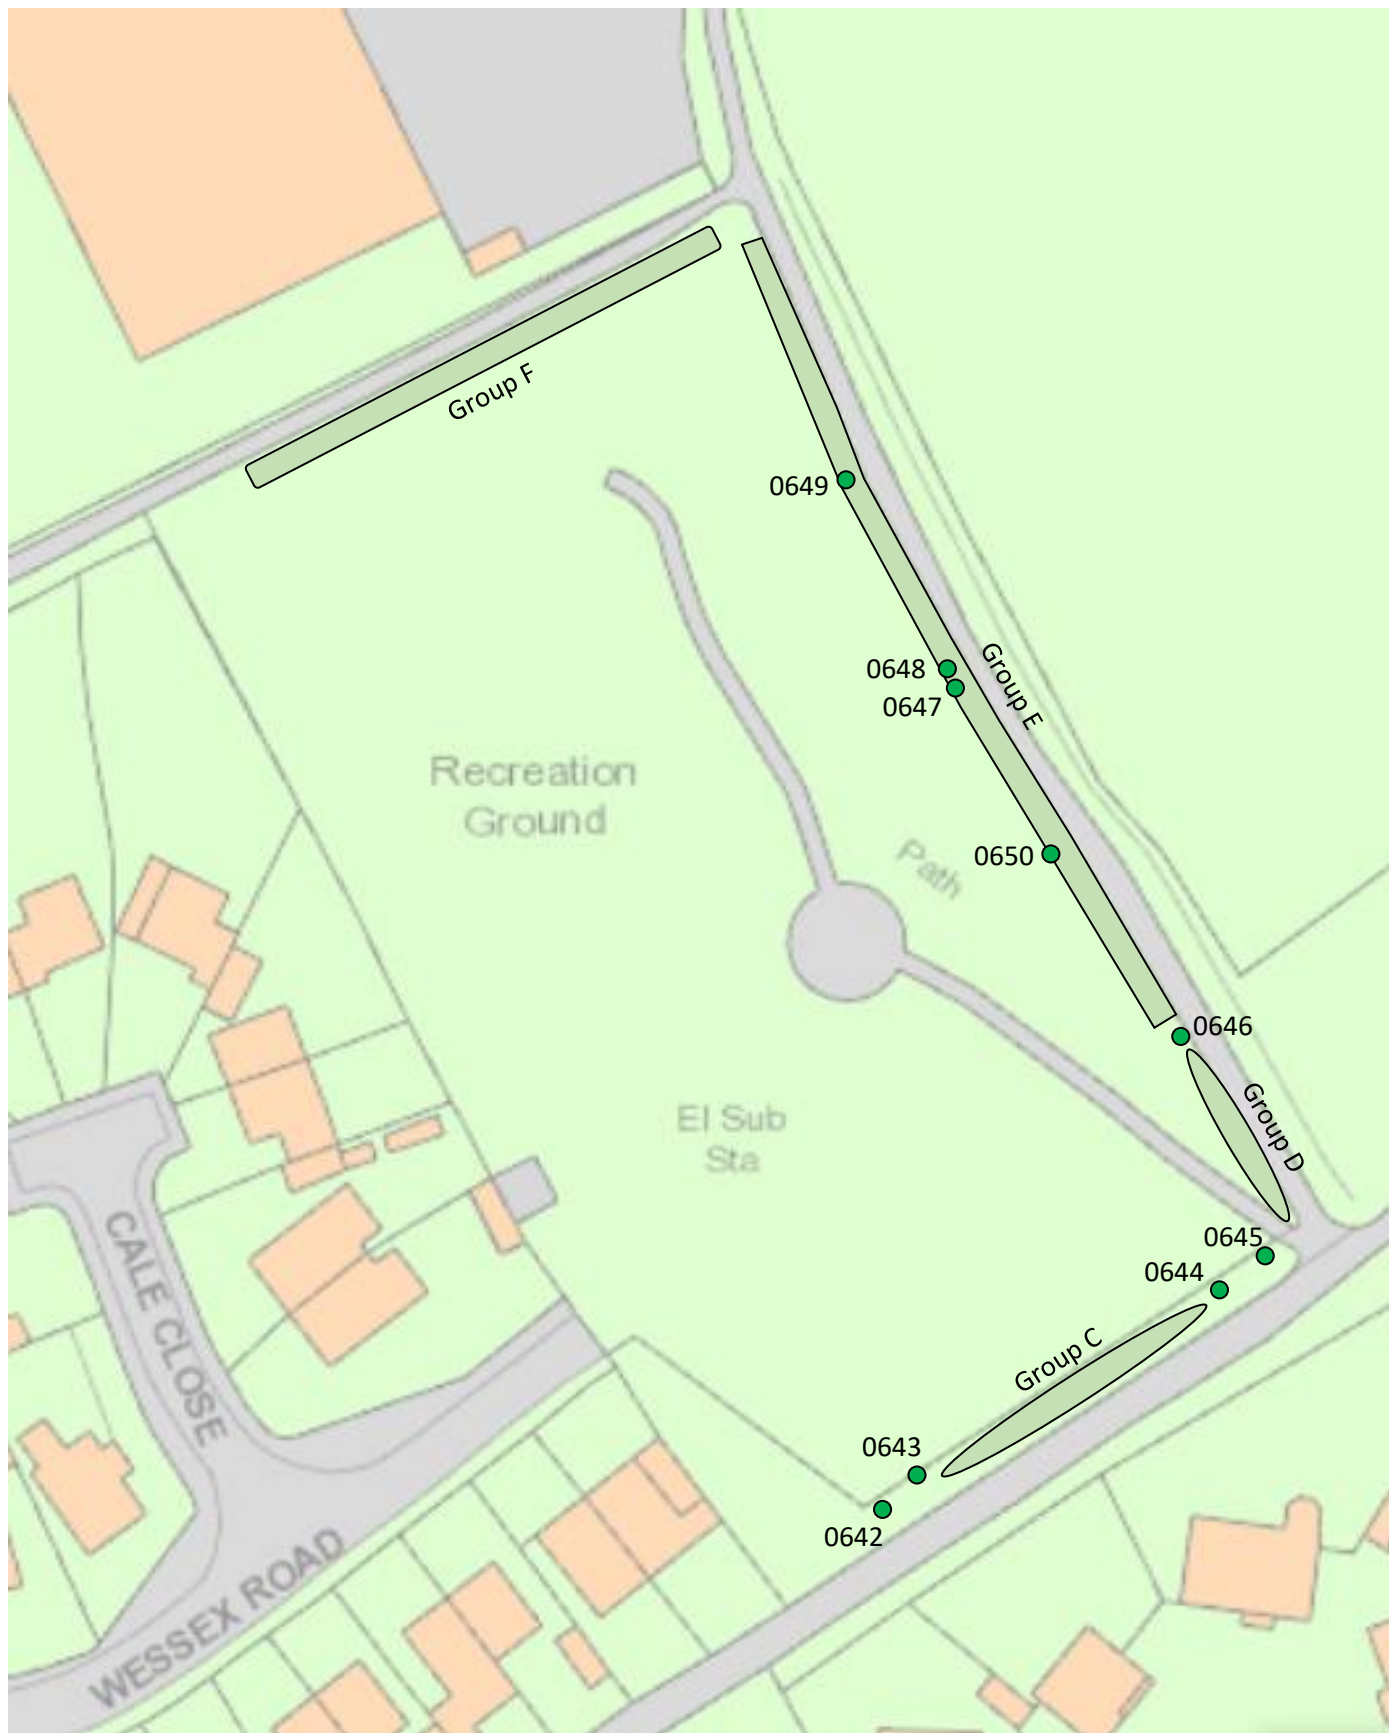 Group F
0649
Group E
0648
0647
Recreation
Ground
Path
0650
0646
Group D
El Sub
Sta
CALE CLOSE
0645
0644
Group C
0643
0642
WESSEX ROAD